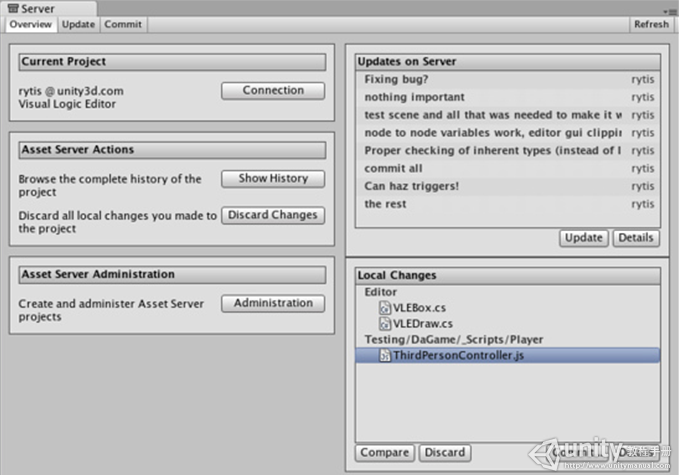 Server
Overview Update Commit Refresh
Current Project
rytis @ unity3d.com
Visual Logic Editor
Connection
Asset Server Actions
Browse the complete history of the
project
Show History
Discard all local changes you made to
the project
Discard Changes
Asset Server Administration
Create and administer Asset Server
projects
Administration
Updates on Server
Fixing bug? rytis
nothing important rytis
test scene and all that was needed to make it w rytis
node to node variables work, editor gui clippin rytis
Proper checking of inherent types (instead of l rytis
commit all rytis
Can haz triggers! rytis
the rest rytis
Update Details
Local Changes
Editor
VLEBox.cs
VLEDraw.cs
Testing/DaGame/_Scripts/Player
ThirdPersonController.js
Compare Discard
unity
http://www.unitymanual.com